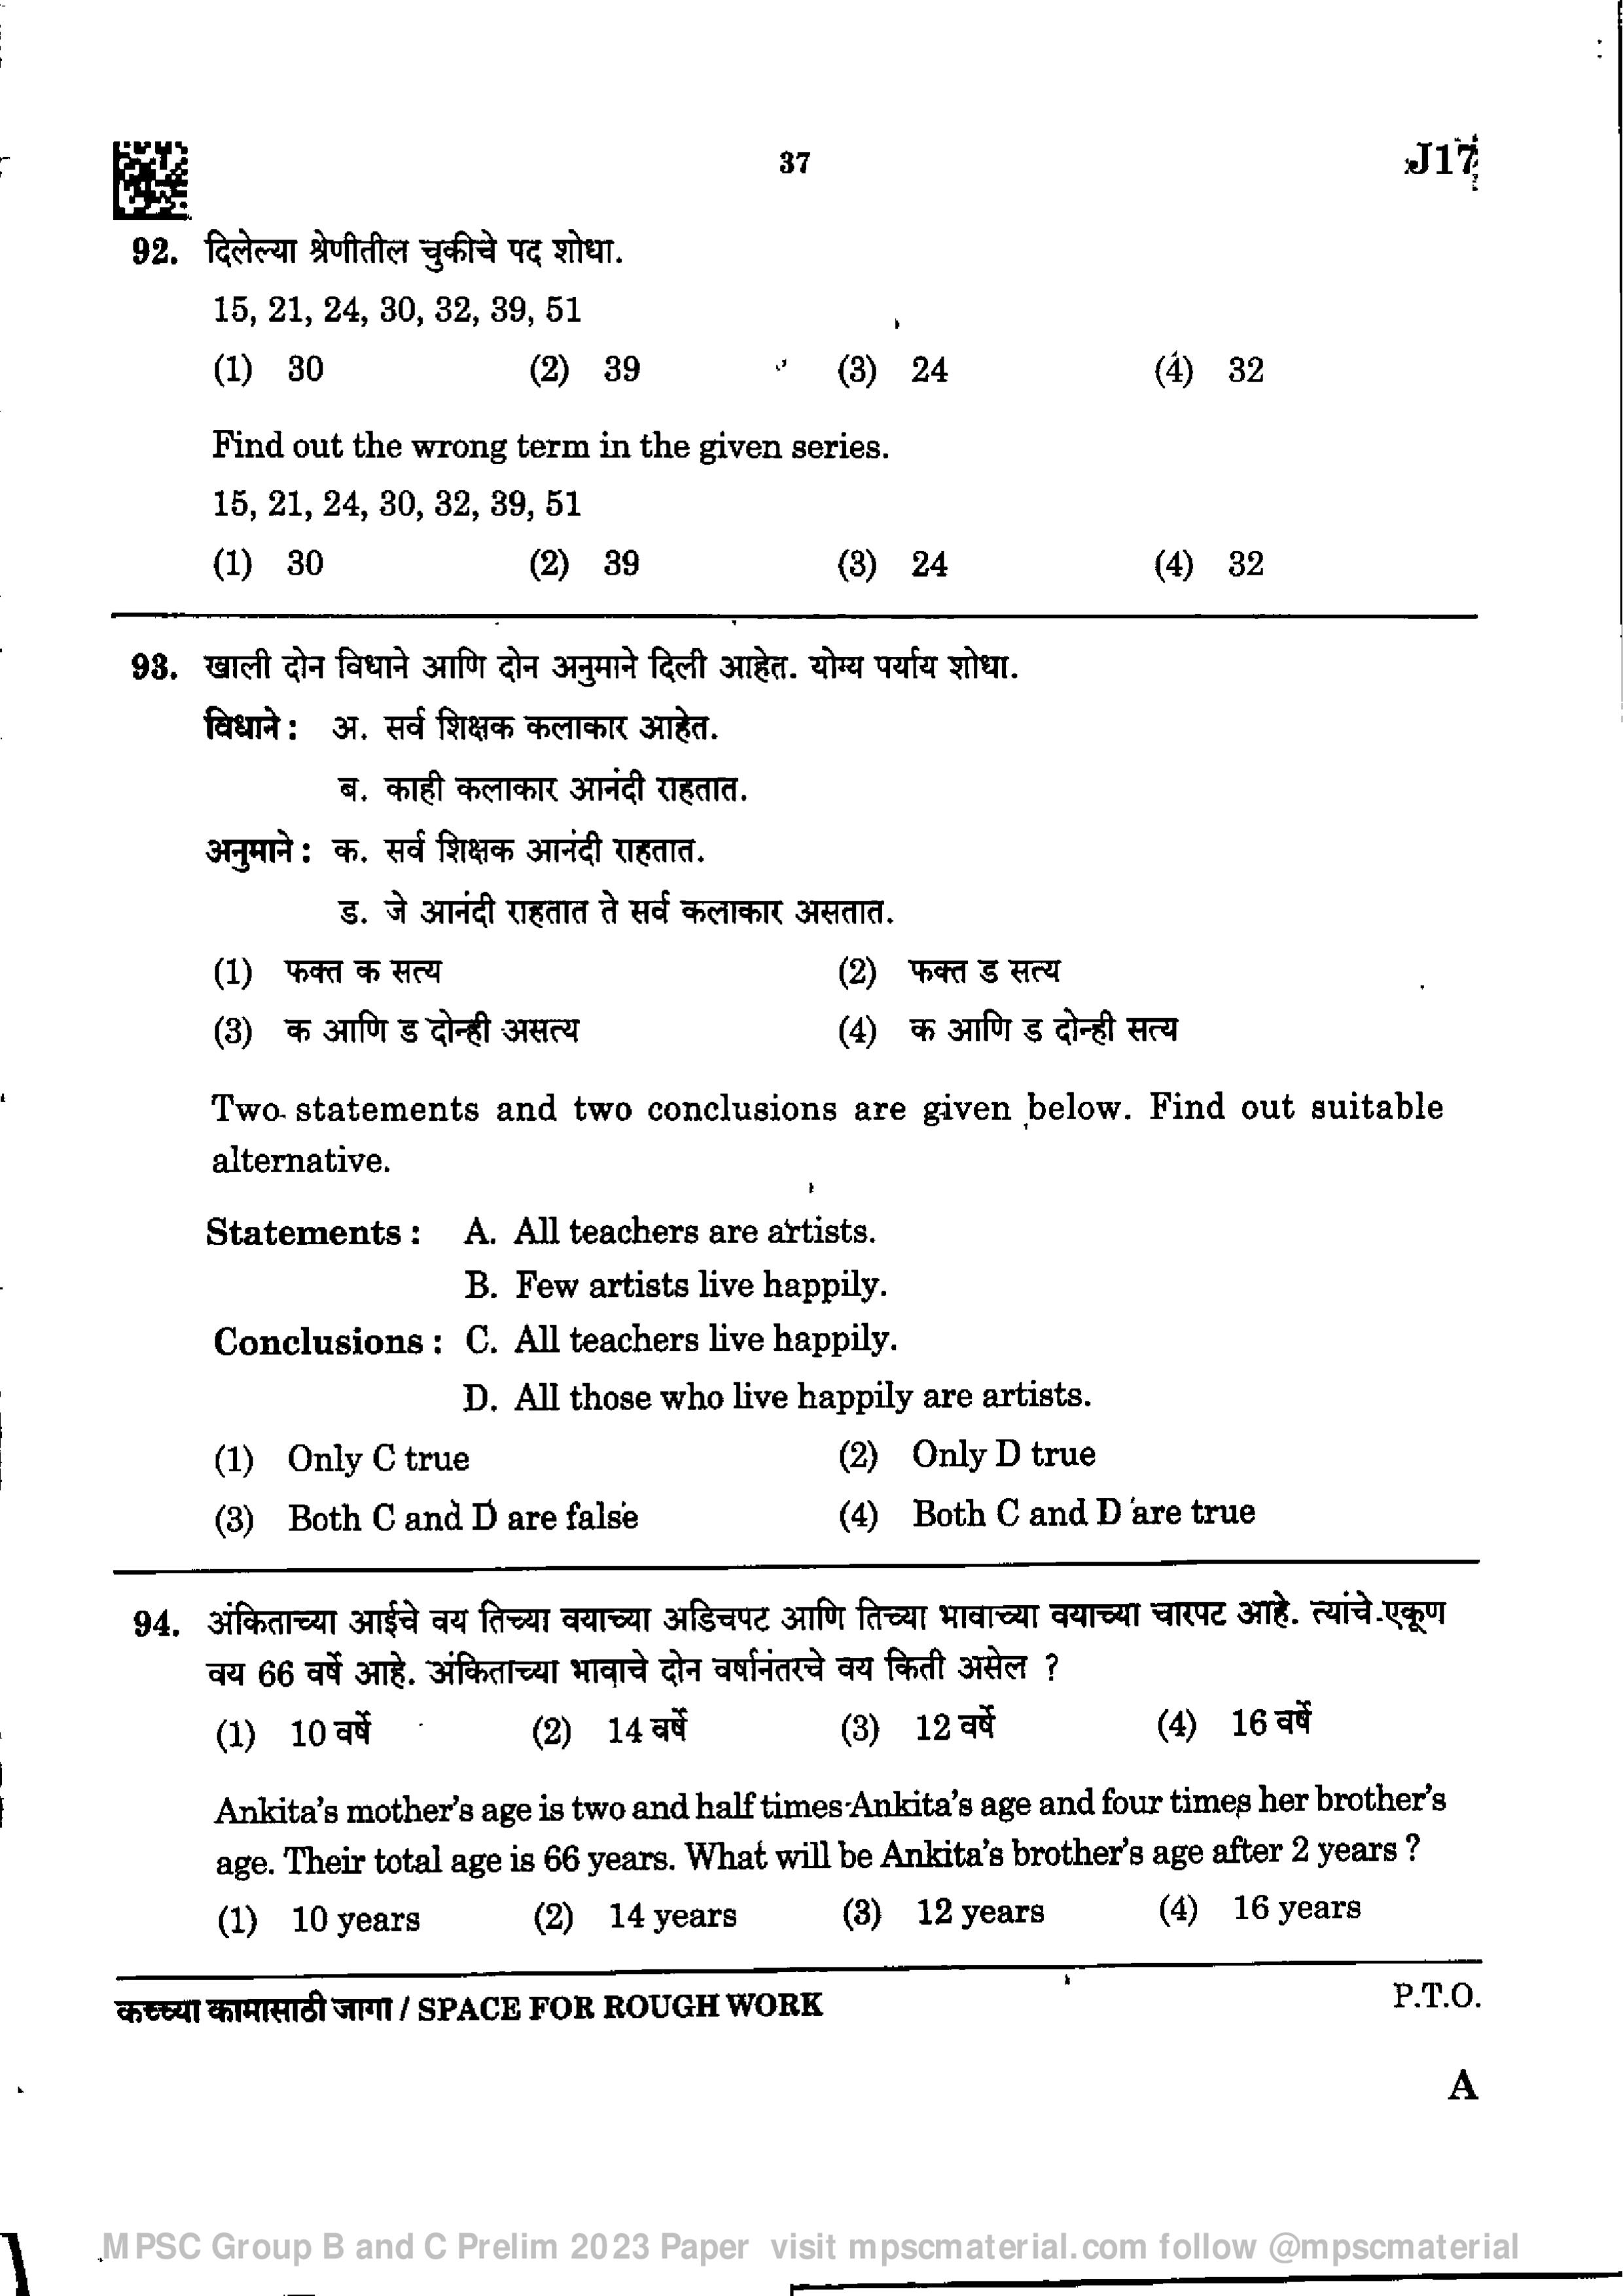 37
J17
92. दिलेल्या श्रेणीतील चुकीचे पद शोधा.
15, 21, 24, 30, 32, 39, 51
(1) 30 (2) 39 (3) 24 (4) 32
Find out the wrong term in the given series.
15, 21, 24, 30, 32, 39, 51
(1) 30 (2) 39 (3) 24 (4) 32
93. खाली दोन विधाने आणि दोन अनुमाने दिली आहेत. योग्य पर्याय शोधा.
विधाने : अ. सर्व शिक्षक कलाकार आहेत.
ब. काही कलाकार आनंदी राहतात.
अनुमाने : क. सर्व शिक्षक आनंदी राहतात.
ड. जे आनंदी राहतात ते सर्व कलाकार असतात.
(1) फक्त क सत्य (2) फक्त ड सत्य
(3) क आणि ड दोन्ही असत्य (4) क आणि ड दोन्ही सत्य
Two statements and two conclusions are given below. Find out suitable
alternative.
Statements : A. All teachers are artists.
B. Few artists live happily.
Conclusions : C. All teachers live happily.
D. All those who live happily are artists.
(1) Only C true (2) Only D true
(3) Both C and D are false (4) Both C and D are true
94. अंकिताच्या आईचे वय तिच्या वयाच्या अडिचपट आणि तिच्या भावाच्या वयाच्या चारपट आहे. त्यांचे एकूण
वय 66 वर्षे आहे. अंकिताच्या भावाचे दोन वर्षानंतरचे वय किती असेल ?
(1) 10 वर्षे (2) 14 वर्षे (3) 12 वर्षे (4) 16 वर्षे
Ankita's mother's age is two and half times Ankita's age and four times her brother's
age. Their total age is 66 years. What will be Ankita's brother's age after 2 years ?
(1) 10 years (2) 14 years (3) 12 years (4) 16 years
कच्च्या कामासाठी जागा / SPACE FOR ROUGH WORK
P.T.O.
A
MPSC Group B and C Prelim 2023 Paper visit mpscmaterial.com follow @mpscmaterial